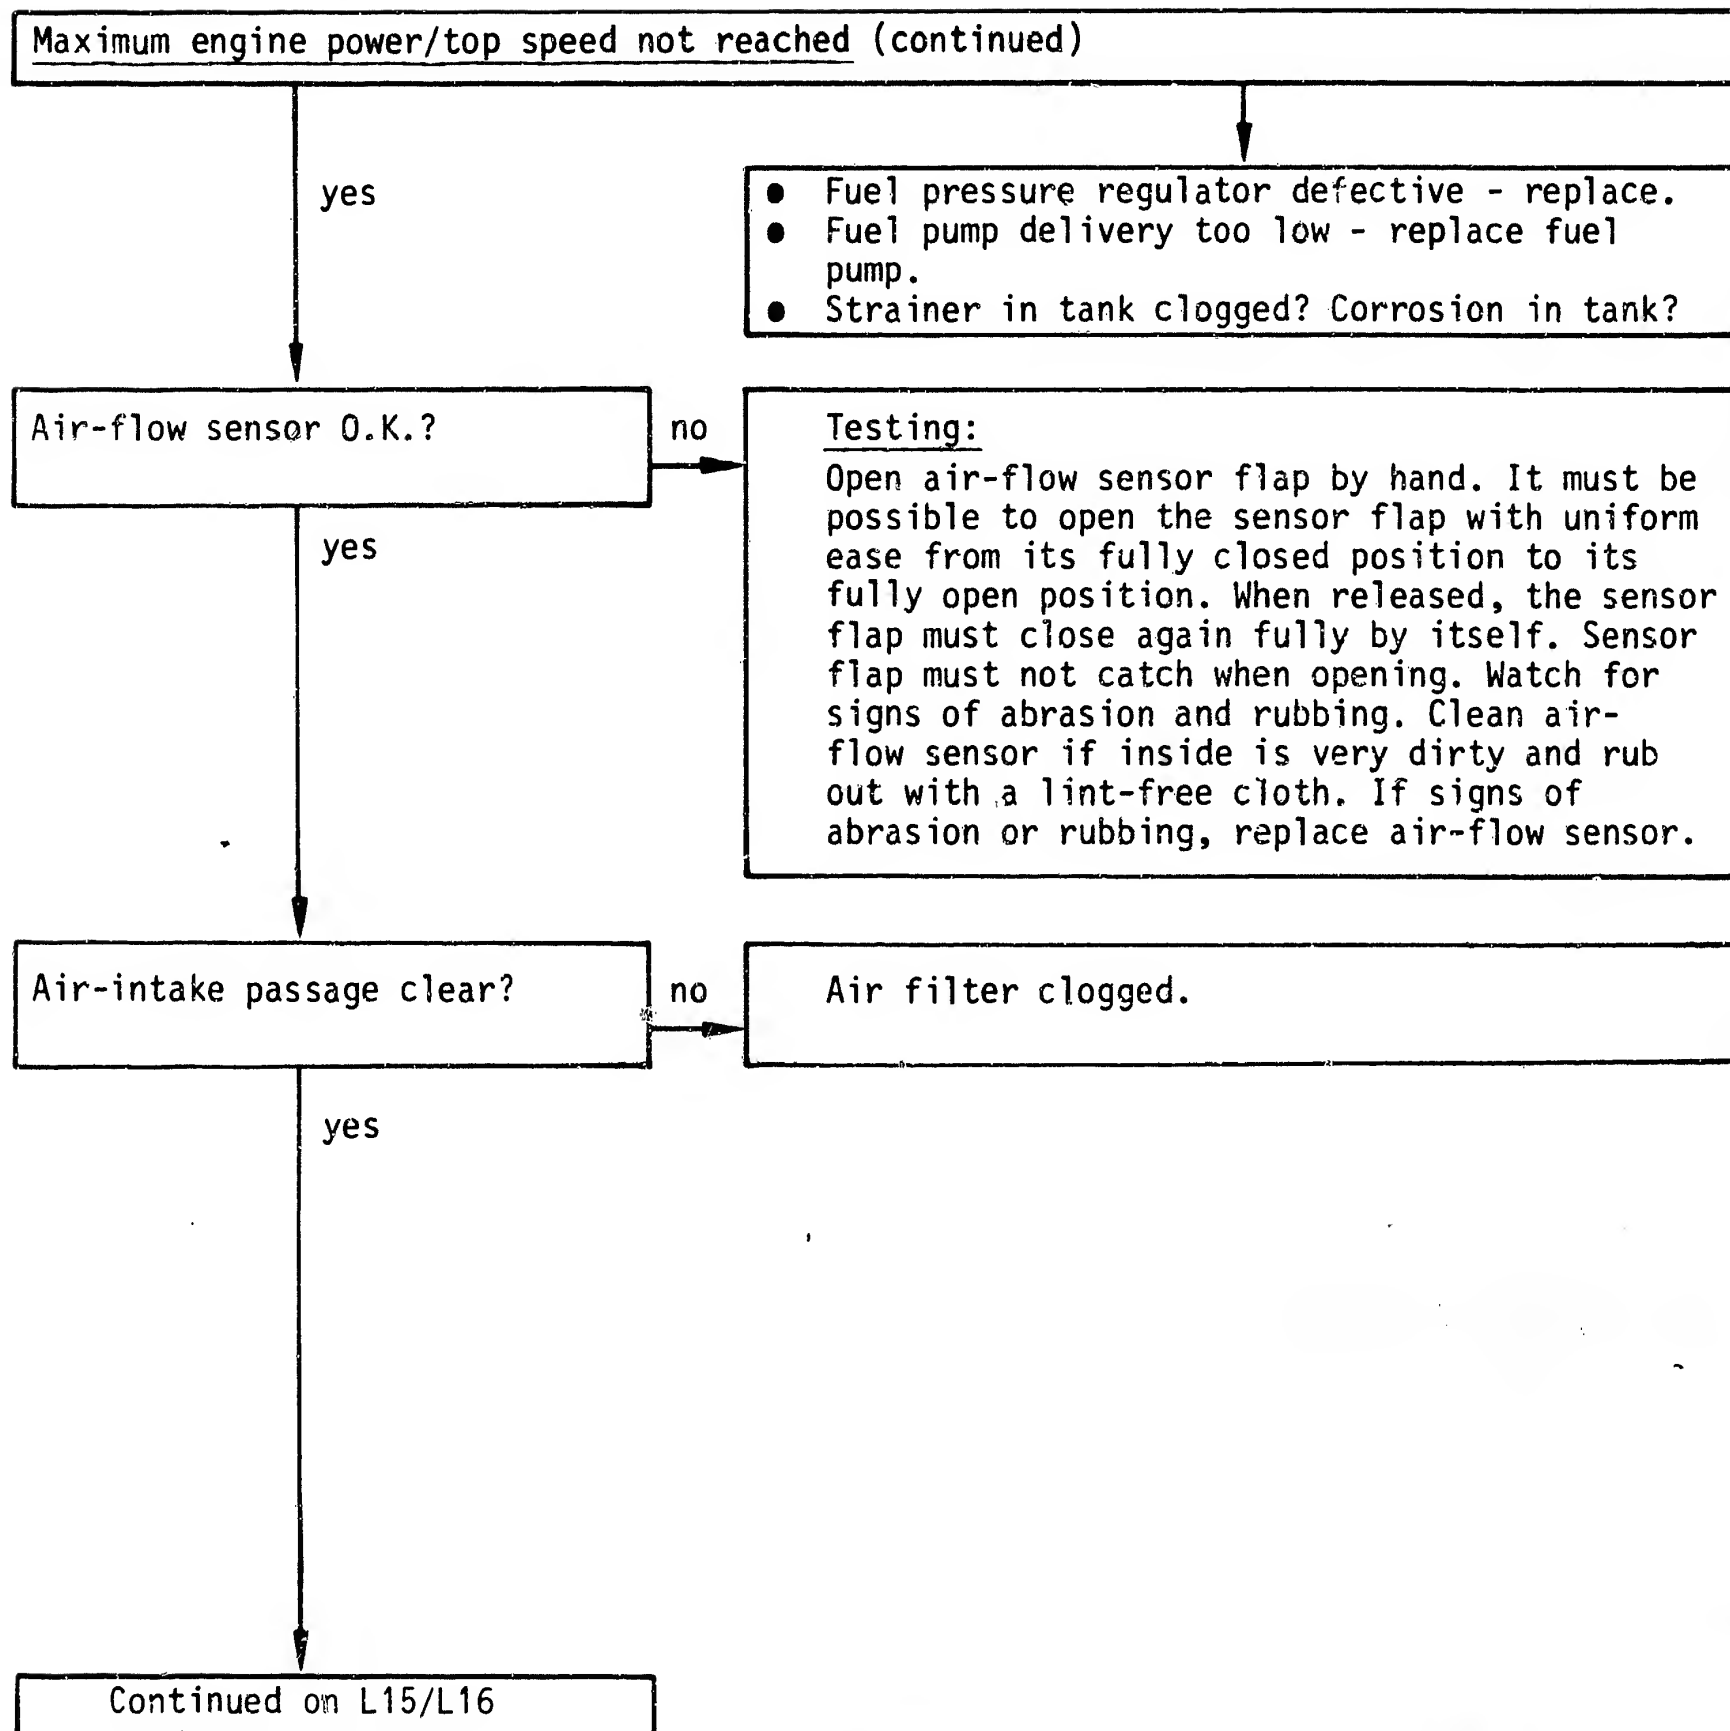 Maximum engine power/top speed not reached (continued)
yes
● Fuel pressure regulator defective - replace.
● Fuel pump delivery too low - replace fuel
pump.
● Strainer in tank clogged? Corrosion in tank?
Air-flow sensor O.K.?
no
Testing:
Open air-flow sensor flap by hand. It must be
possible to open the sensor flap with uniform
ease from its fully closed position to its
fully open position. When released, the sensor
flap must close again fully by itself. Sensor
flap must not catch when opening. Watch for
signs of abrasion and rubbing. Clean air-
flow sensor if inside is very dirty and rub
out with a lint-free cloth. If signs of
abrasion or rubbing, replace air-flow sensor.
yes
Air-intake passage clear?
no
Air filter clogged.
yes
Continued on L15/L16